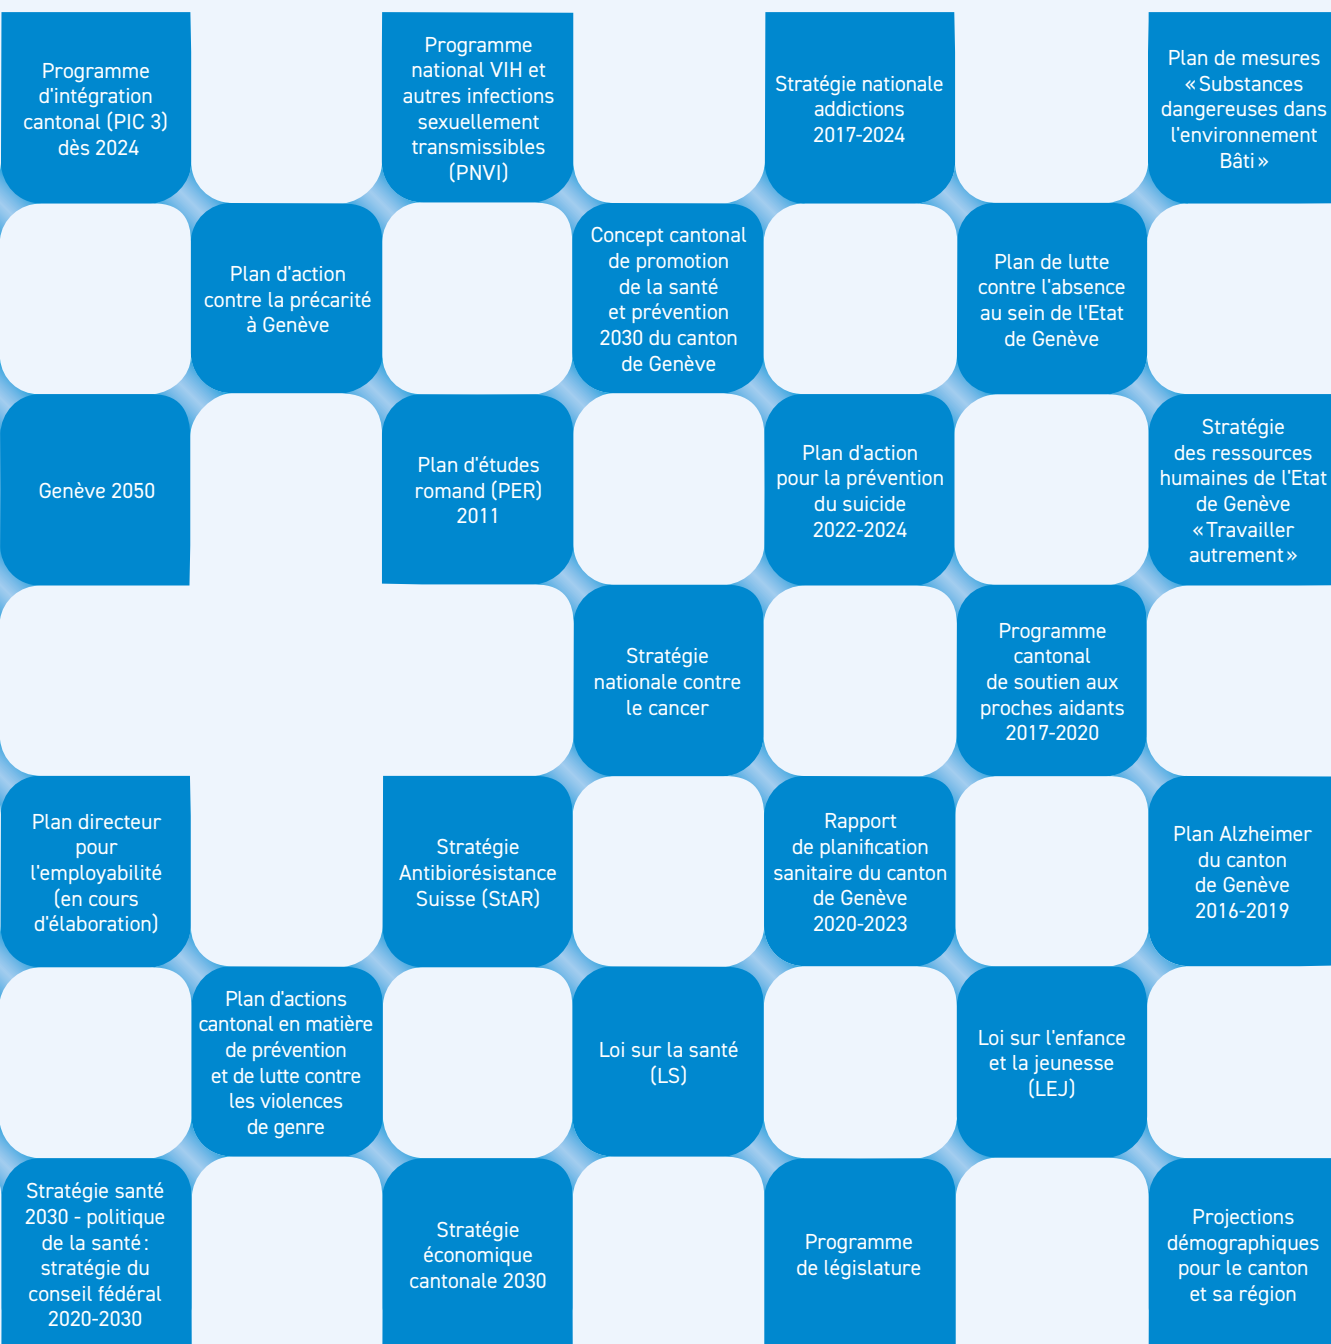 Programme
d'intégration
cantonal (PIC 3)
dès 2024
Programme
national VIH et
autres infections
sexuellement
transmissibles
(PNVI)
Stratégie nationale
addictions
2017-2024
Plan de mesures
«Substances
dangereuses dans
l'environnement
Bâti»
Plan d'action
contre la précarité
à Genève
Concept cantonal
de promotion
de la santé
et prévention
2030 du canton
de Genève
Plan de lutte
contre l'absence
au sein de l'Etat
de Genève
Genève 2050
Plan d'études
romand (PER)
2011
Plan d'action
pour la prévention
du suicide
2022-2024
Stratégie
des ressources
humaines de l'Etat
de Genève
«Travailler
autrement»
Stratégie
nationale contre
le cancer
Programme
cantonal
de soutien aux
proches aidants
2017-2020
Plan directeur
pour
l'employabilité
(en cours
d'élaboration)
Stratégie
Antibiorésistance
Suisse (StAR)
Rapport
de planification
sanitaire du canton
de Genève
2020-2023
Plan Alzheimer
du canton
de Genève
2016-2019
Plan d'actions
cantonal en matière
de prévention
et de lutte contre
les violences
de genre
Loi sur la santé
(LS)
Loi sur l'enfance
et la jeunesse
(LEJ)
Stratégie santé
2030 - politique
de la santé:
stratégie du
conseil fédéral
2020-2030
Stratégie
économique
cantonale 2030
Programme
de législature
Projections
démographiques
pour le canton
et sa région